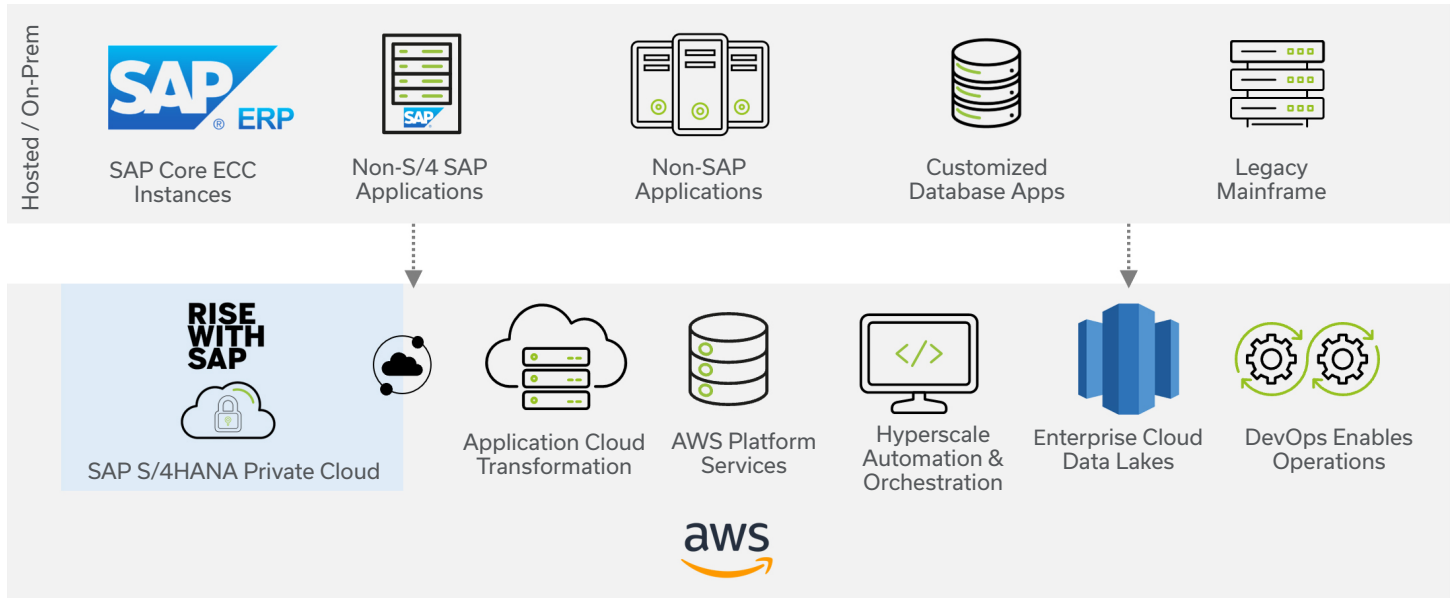 Hosted / On-Prem
SAP
® ERP
SAP Core ECC
Instances
SAP
Non-S/4 SAP
Applications
Non-SAP
Applications
Customized
Database Apps
Legacy
Mainframe
RISE
WITH
SAP
SAP S/4HANA Private Cloud
Application Cloud
Transformation
AWS Platform
Services
</>
Hyperscale
Automation &
Orchestration
Enterprise Cloud
Data Lakes
DevOps Enables
Operations
aws